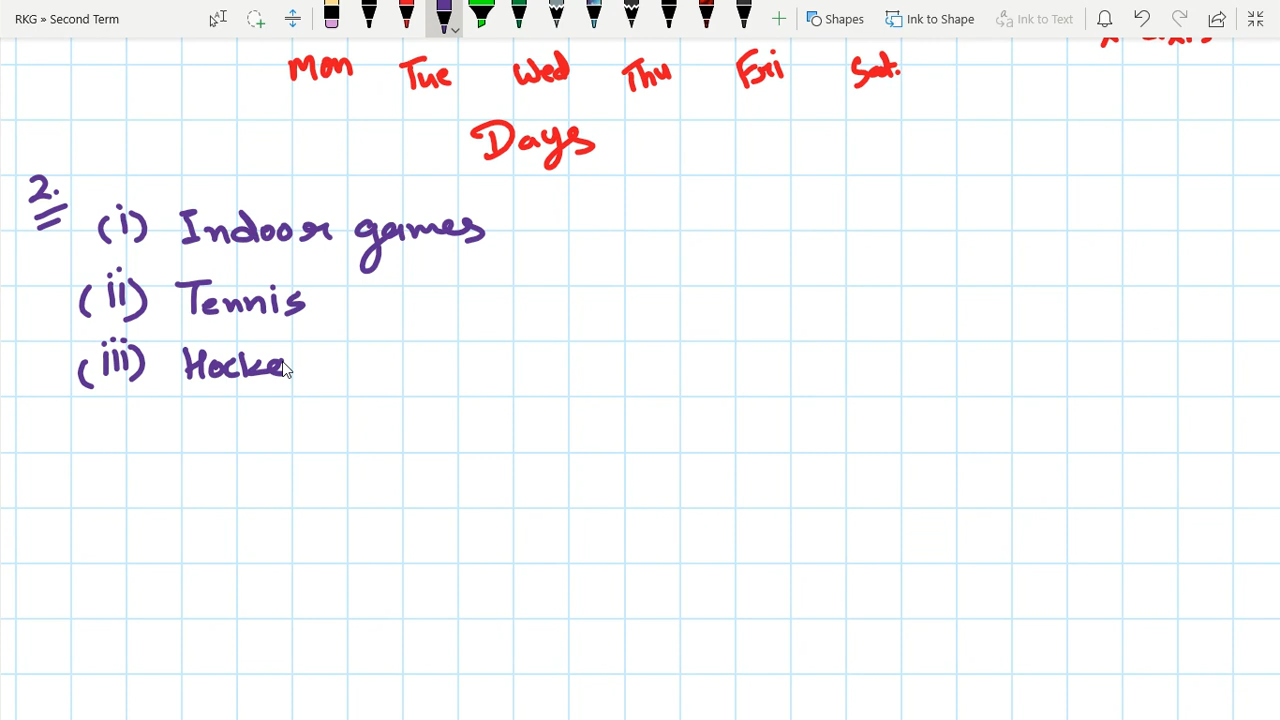 RKG » Second Term
Shapes
Ink to Shape
Ink to Text
Mon Tue Wed Thu Fri Sat.
Days
2.
(i) Indoor games
(ii) Tennis
(iii) Hocke